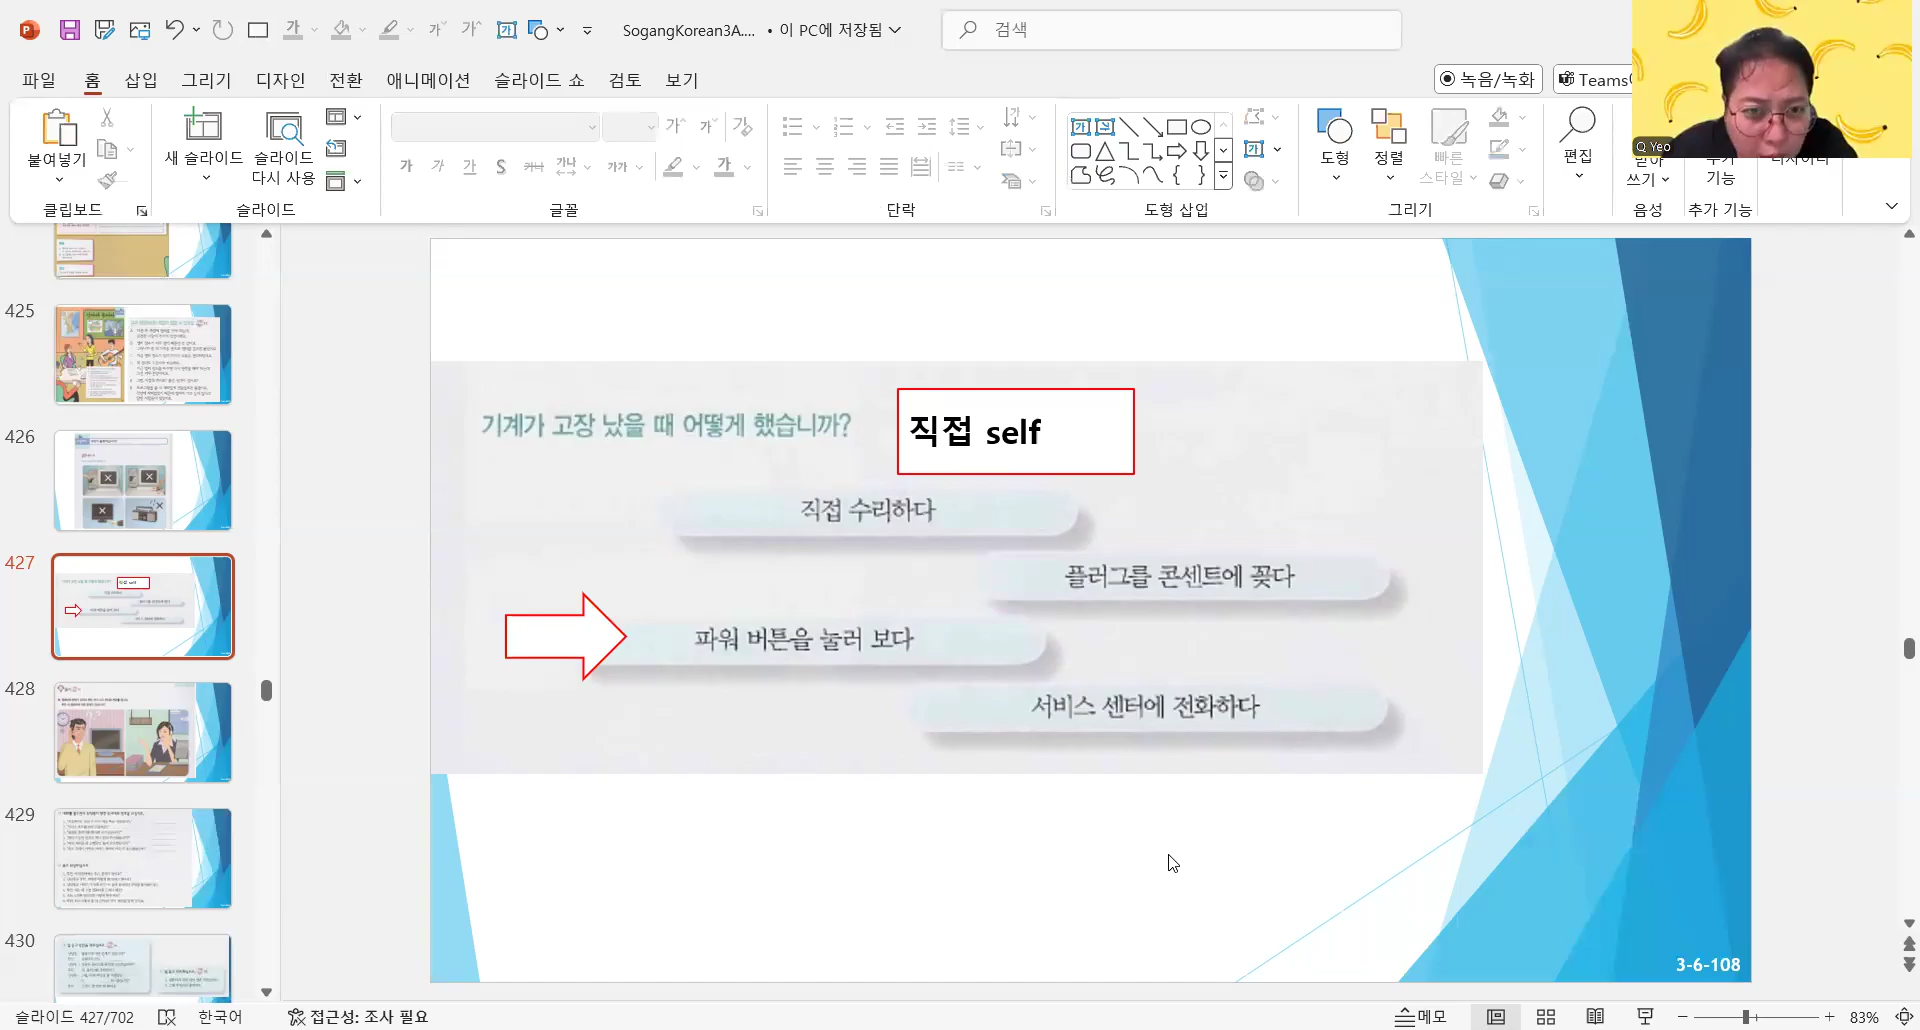 SogangKorean3A.... • 이 PC에 저장됨
검색
파일 홈 삽입 그리기 디자인 전환 애니메이션 슬라이드 쇼 검토 보기
녹음/녹화
Teams
Q Yeo
붙여넣기
새 슬라이드
슬라이드
다시 사용
도형
정렬
빠른
스타일
편집
쓰기
기능
클립보드
슬라이드
글꼴
단락
도형 삽입
그리기
음성
추가 기능
425
426
427
428
429
430
기계가 고장 났을 때 어떻게 했습니까?
직접 self
직접 수리하다
플러그를 콘센트에 꽂다
파워 버튼을 눌러 보다
서비스 센터에 전화하다
3-6-108
슬라이드 427/702
한국어
접근성: 조사 필요
메모
83%